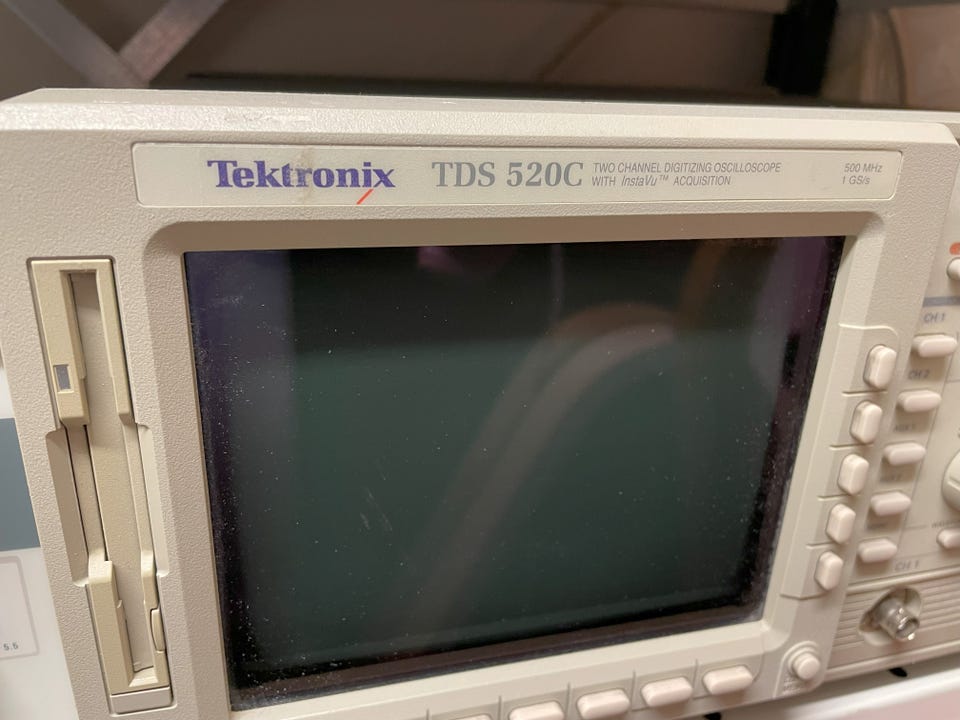 Tektronix TDS 520C
TWO CHANNEL DIGITIZING OSCILLOSCOPE
WITH InstaVu™ ACQUISITION
500 MHz
1 GS/s
CH 1
CH 2
CH 1
5.5